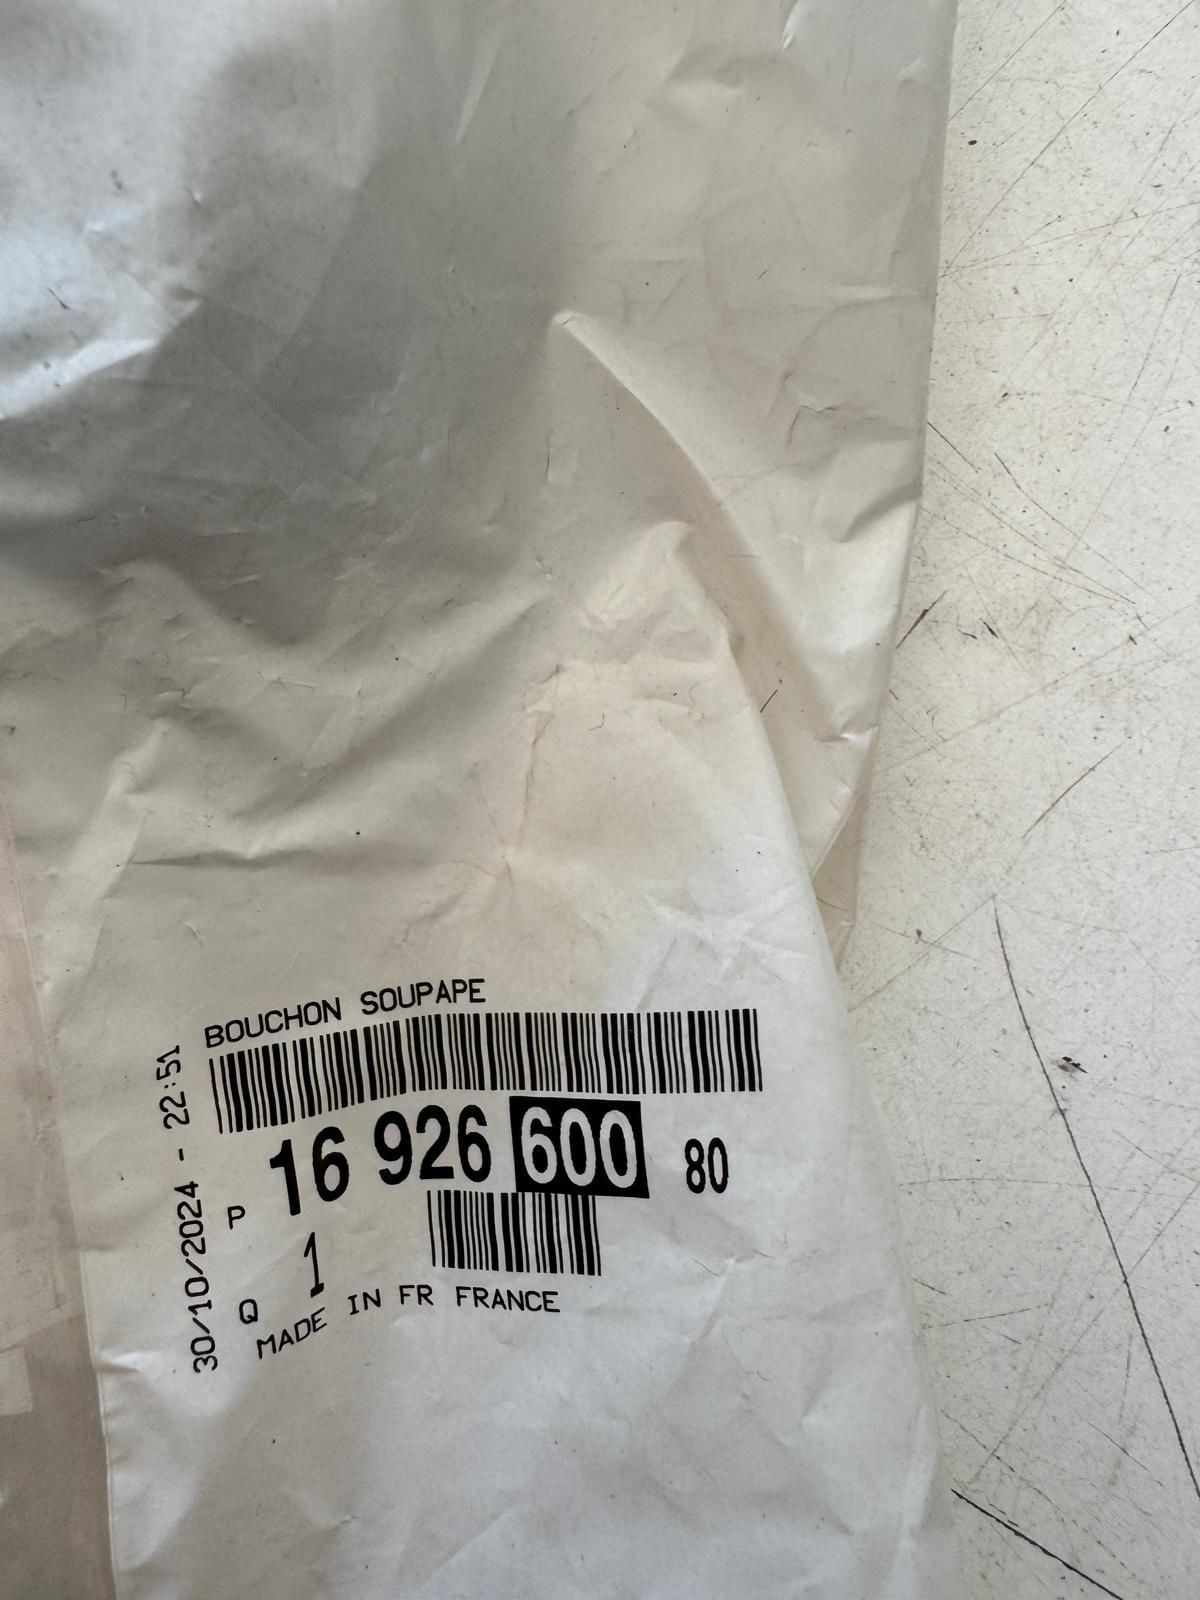 BOUCHON SOUPAPE
P 16 926 600 80
Q 1
MADE IN FR FRANCE
30/10/2024 - 22:51